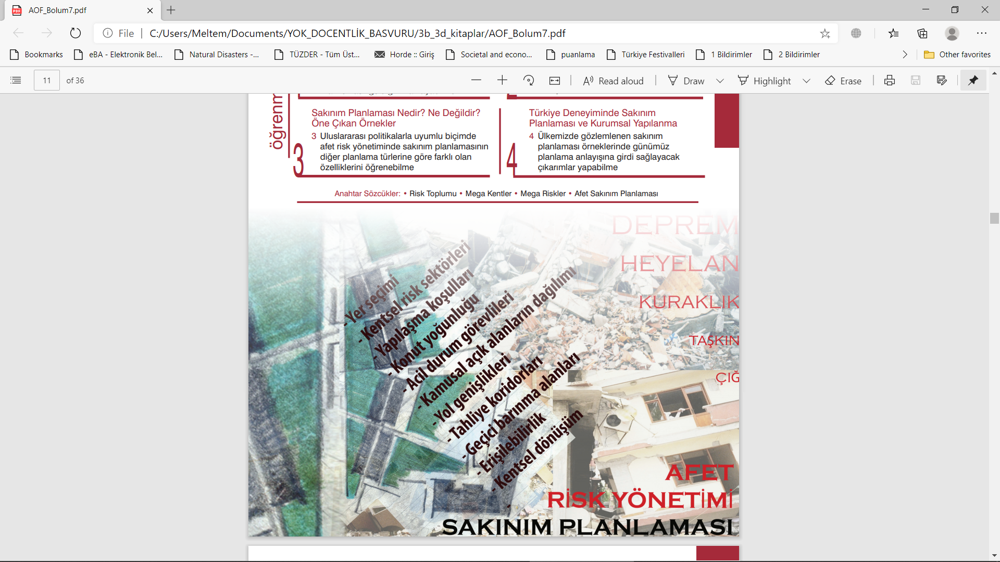 AOF_Bolum7.pdf
File
C:/Users/Meltem/Documents/YOK_DOCENTLİK_BASVURU/3b_3d_kitaplar/AOF_Bolum7.pdf
Bookmarks
eBA - Elektronik Bel...
Natural Disasters -...
TÜZDER - Tüm Üst...
Horde :: Giriş
Societal and econo...
puanlama
Türkiye Festivalleri
1 Bildirimler
2 Bildirimler
Other favorites
11 of 36
Read aloud
Draw
Highlight
Erase
öğrenm
Sakınım Planlaması Nedir? Ne Değildir?
Öne Çıkan Örnekler
3 Uluslararası politikalarla uyumlu biçimde
afet risk yönetiminde sakınım planlamasının
diğer planlama türlerine göre farklı olan
özelliklerini öğrenebilme
3
Türkiye Deneyiminde Sakınım
Planlaması ve Kurumsal Yapılanma
4 Ülkemizde gözlemlenen sakınım
planlaması örneklerinde günümüz
planlama anlayışına girdi sağlayacak
çıkarımlar yapabilme
4
Anahtar Sözcükler: • Risk Toplumu • Mega Kentler • Mega Riskler • Afet Sakınım Planlaması
DEPREM
HEYELAN
KURAKLIK
TAŞKIN
ÇIĞ
- Yer seçimi
- Kentsel risk sektörleri
- Yapılaşma koşulları
- Konut yoğunluğu
- Acil durum görevlileri
- Kamusal açık alanların dağılımı
- Yol genişlikleri
- Tahliye koridorları
- Geçici barınma alanları
- Erişilebilirlik
- Kentsel dönüşüm
-
AFET
RİSK YÖNETİMİ
SAKINIM PLANLAMASI